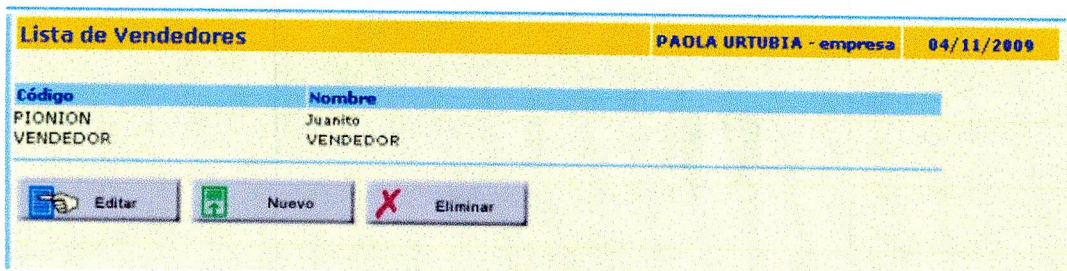 Lista de Vendedores PAOLA URTUBIA - empresa 04/11/2009
Código Nombre
PIONION Juanito
VENDEDOR VENDEDOR
Editar Nuevo Eliminar